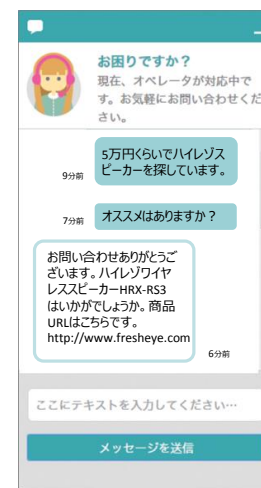 お困りですか？
現在、オペレータが対応中で
す。お気軽にお問い合わせくだ
さい。
5万円くらいでハイレゾス
ピーカーを探しています。
9分前
オススメはありますか？
7分前
お問い合わせありがとうご
ざいます。ハイレゾワイヤ
レススピーカーHRX-RS3
はいかがでしょうか。商品
URLはこちらです。
http://www.fresheye.com
6分前
ここにテキストを入力してください…
メッセージを送信